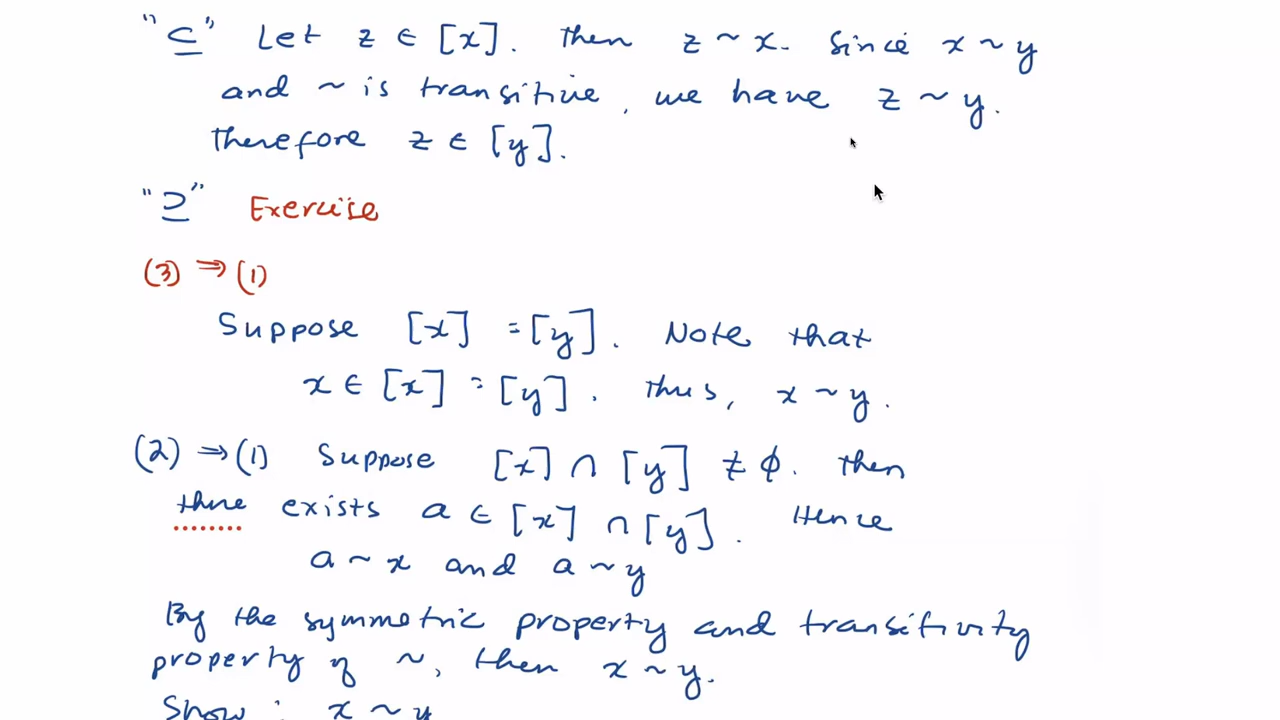 "⊆" Let z ∈ [x]. Then z ~ x. Since x ~ y
and ~ is transitive, we have z ~ y.
Therefore z ∈ [y].
"⊇" Exercise
(3) ⇒ (1)
Suppose [x] = [y]. Note that
x ∈ [x] = [y]. Thus, x ~ y.
(2) ⇒ (1) Suppose [x] ∩ [y] ≠ ϕ. Then
there exists a ∈ [x] ∩ [y]. Hence
a ~ x and a ~ y
By the symmetric property and transitivity
property of ~, then x ~ y.
Show: x ~ y